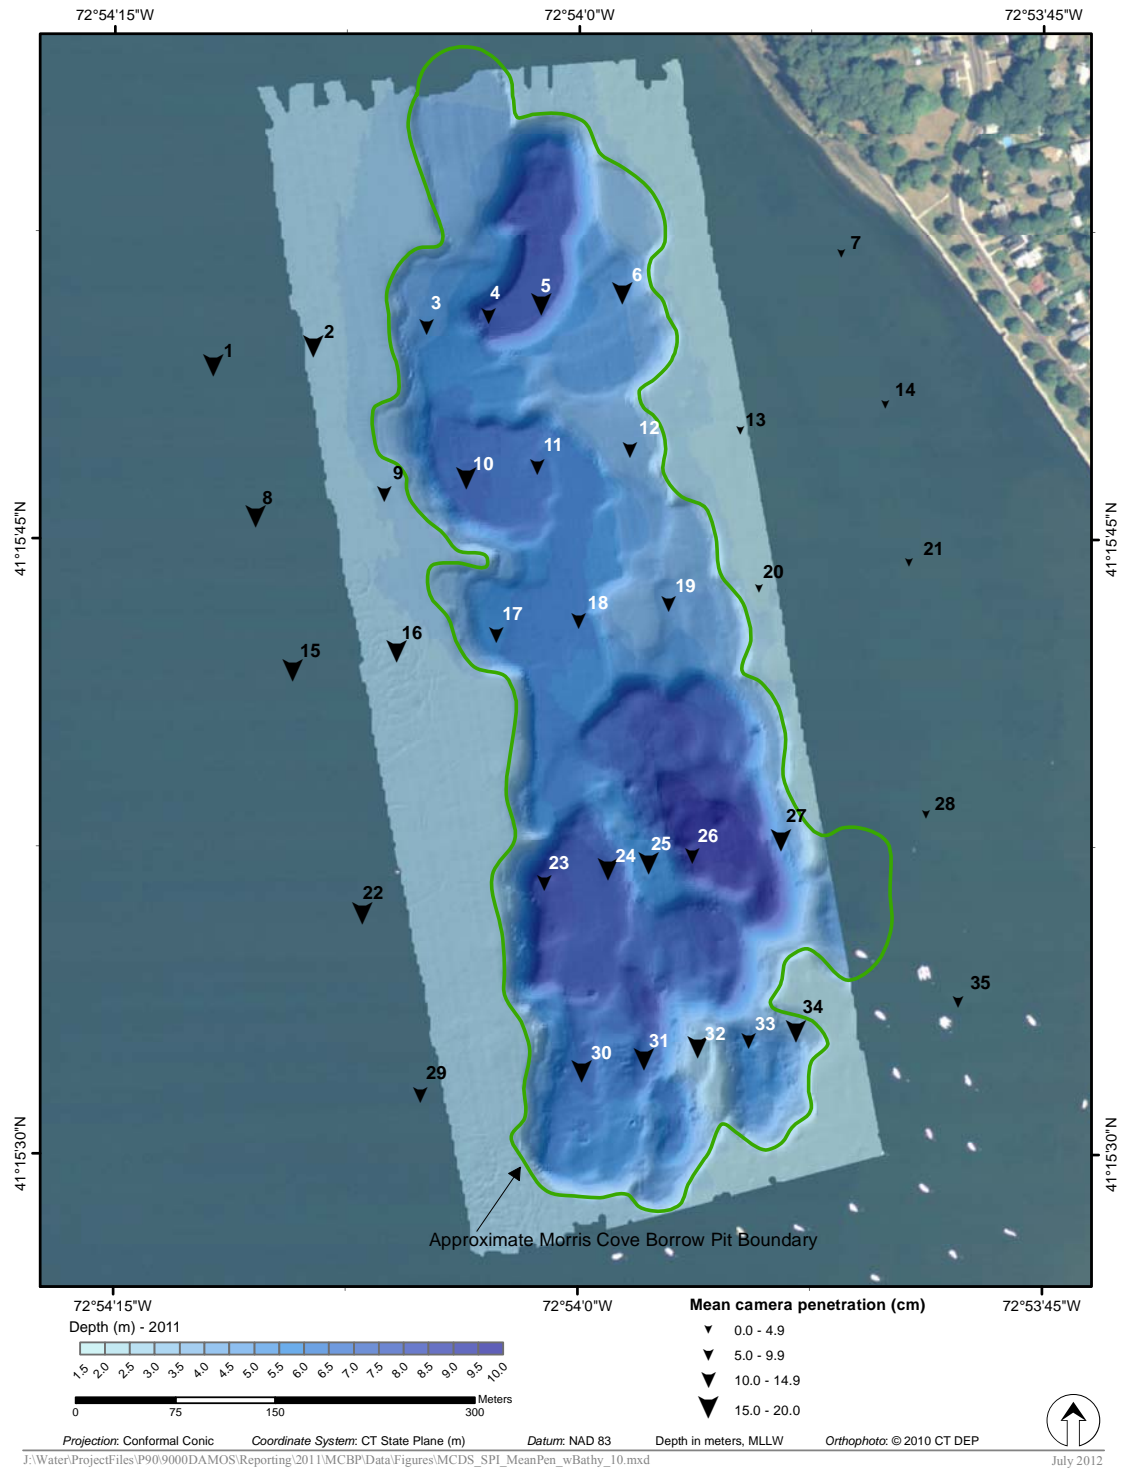 72°54'15"W
72°54'0"W
72°53'45"W
7
6
4
5
3
2
1
14
13
12
11
10
9
8
41°15'45"N
41°15'45"N
21
20
19
18
17
16
15
28
27
26
25
24
23
22
35
34
33
32
31
30
29
41°15'30"N
41°15'30"N
Approximate Morris Cove Borrow Pit Boundary
72°54'15"W
72°54'0"W
72°53'45"W
Depth (m) - 2011
1.5 2.0 2.5 3.0 3.5 4.0 4.5 5.0 5.5 6.0 6.5 7.0 7.5 8.0 8.5 9.0 9.5 10.0
Meters
0 75 150 300
Mean camera penetration (cm)
0.0 - 4.9
5.0 - 9.9
10.0 - 14.9
15.0 - 20.0
Projection: Conformal Conic Coordinate System: CT State Plane (m) Datum: NAD 83 Depth in meters, MLLW Orthophoto: © 2010 CT DEP
J:\Water\ProjectFiles\P90\9000DAMOS\Reporting\2011\MCBP\Data\Figures\MCDS_SPI_MeanPen_wBathy_10.mxd July 2012